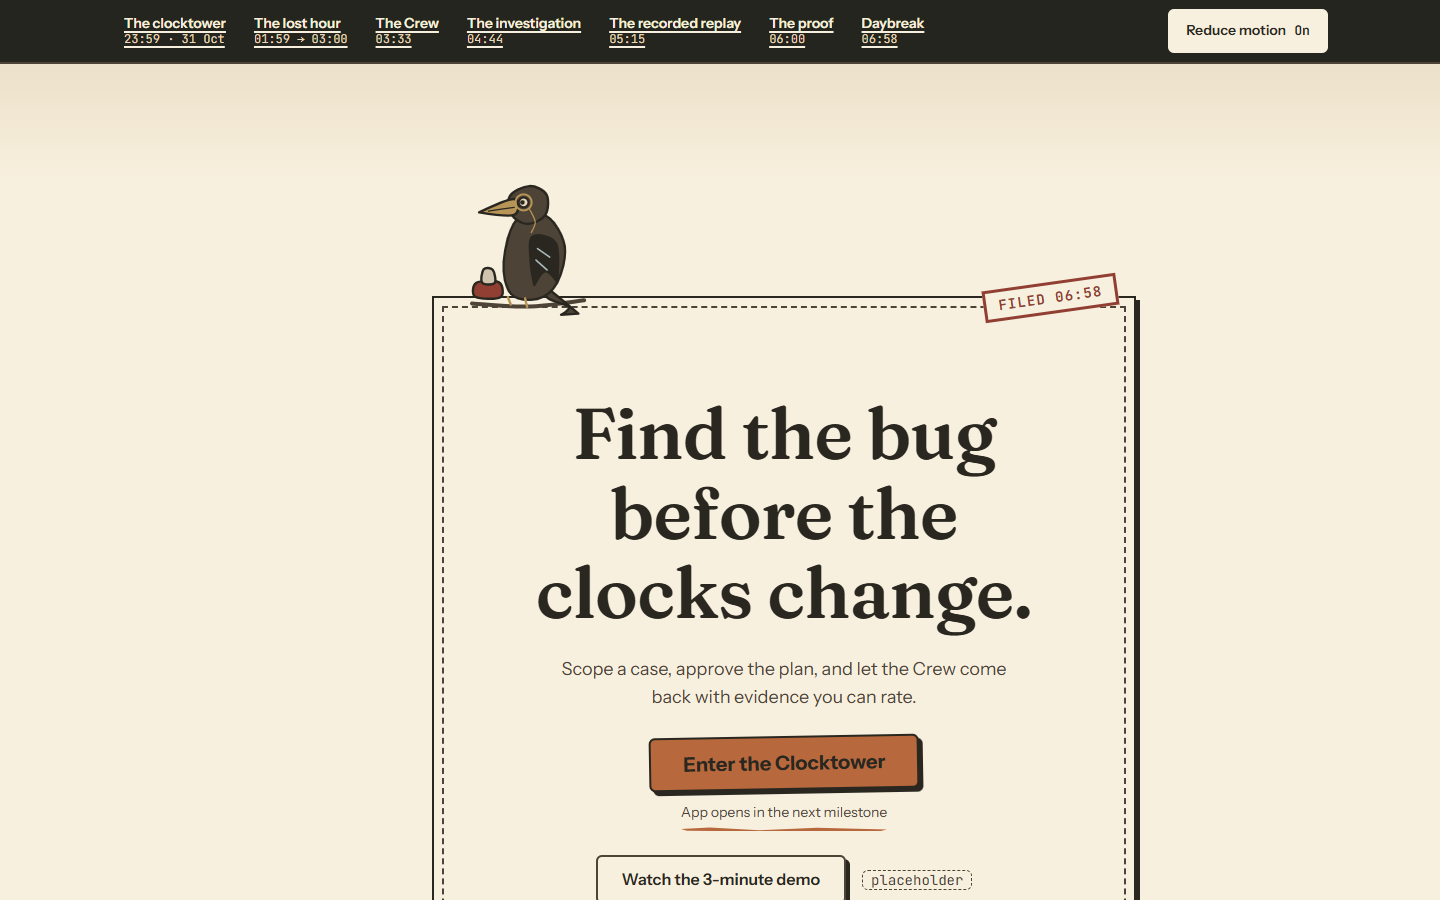 The clocktower
23:59 · 31 Oct
The lost hour
01:59 → 03:00
The Crew
03:33
The investigation
04:44
The recorded replay
05:15
The proof
06:00
Daybreak
06:58
Reduce motion On
FILED 06:58
Find the bug
before the
clocks change.
Scope a case, approve the plan, and let the Crew come
back with evidence you can rate.
Enter the Clocktower
App opens in the next milestone
Watch the 3-minute demo
placeholder